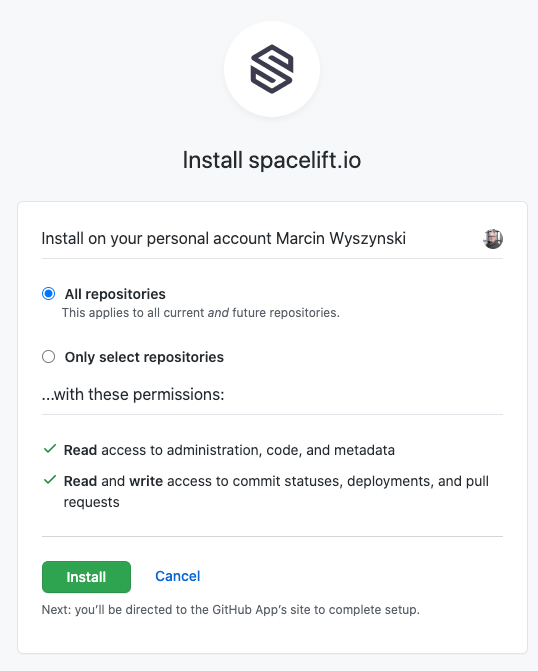 Install spacelift.io
Install on your personal account Marcin Wyszynski
All repositories
This applies to all current and future repositories.
Only select repositories
...with these permissions:
Read access to administration, code, and metadata
Read and write access to commit statuses, deployments, and pull
requests
Install
Cancel
Next: you’ll be directed to the GitHub App’s site to complete setup.